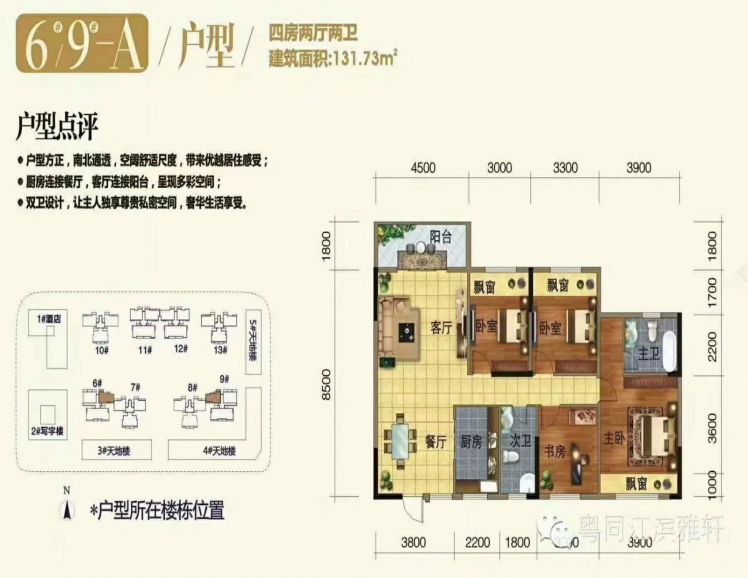 6#/9#-A /户型/
四房两厅两卫
建筑面积:131.73m²
户型点评
*户型方正，南北通透，空阔舒适尺度，带来优越居住感受；
*厨房连接餐厅，客厅连接阳台，呈现多彩空间；
*双卫设计，让主人独享尊贵私密空间，奢华生活享受。
4500 3000 3300 3900
1800
8500
1800
1700
2200
3600
1000
阳台
飘窗
飘窗
客厅
卧室
卧室
主卫
餐厅
厨房
次卫
书房
主卧
飘窗
3800 2200 1800 3900
1#酒店
10#
11#
12#
13#
5#天地楼
6#
7#
8#
9#
2#写字楼
3#天地楼
4#天地楼
N
*户型所在楼栋位置
粤同江滨雅轩